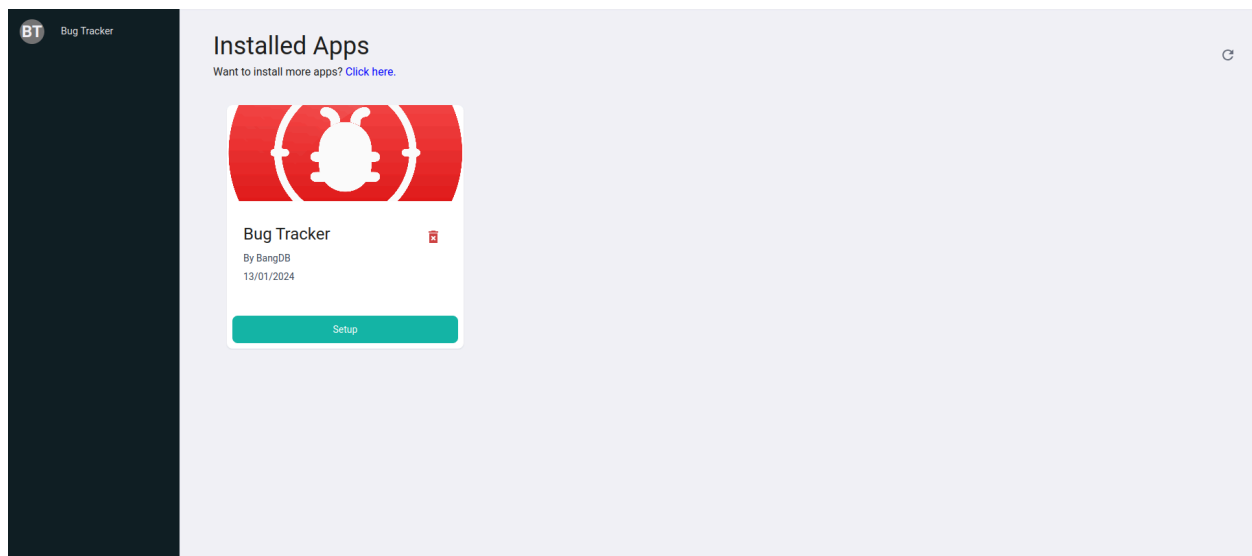 BT Bug Tracker
Installed Apps
Want to install more apps? Click here.
Bug Tracker
By BangDB
13/01/2024
Setup